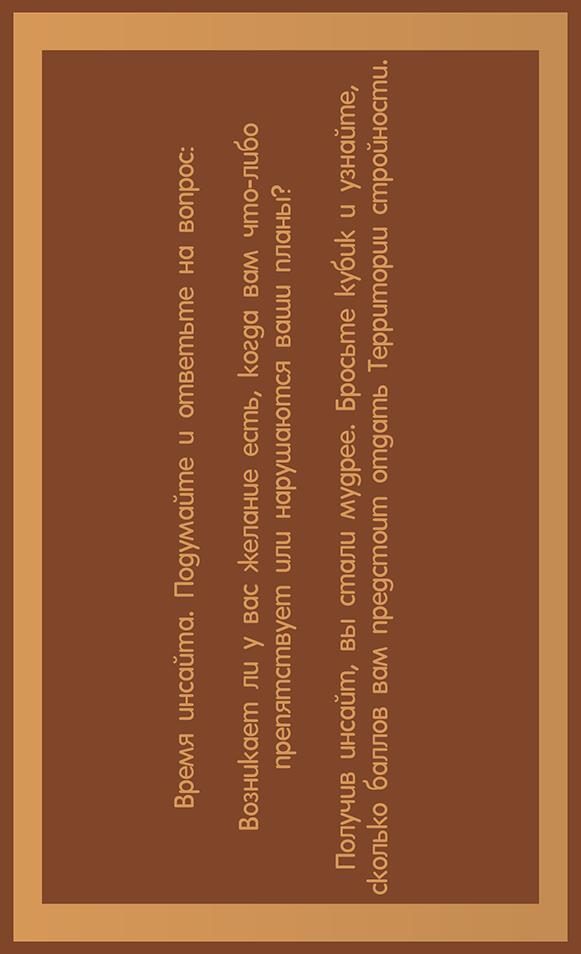 Время инсайта. Подумайте и ответьте на вопрос:
Возникает ли у вас желание есть, когда вам что-либо
препятствует или нарушаются ваши планы?
Получив инсайт, вы стали мудрее. Бросьте кубик и узнайте,
сколько баллов вам предстоит отдать Территории стройности.